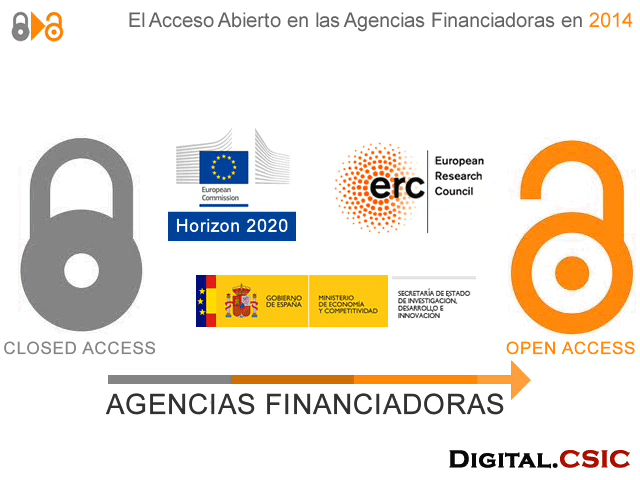 El Acceso Abierto en las Agencias Financiadoras en 2014
European
Commission
Horizon 2020
erc
European
Research
Council
GOBIERNO
DE ESPAÑA
MINISTERIO
DE ECONOMÍA
Y COMPETITIVIDAD
SECRETARÍA DE ESTADO
DE INVESTIGACIÓN,
DESARROLLO E
INNOVACIÓN
CLOSED ACCESS
OPEN ACCESS
AGENCIAS FINANCIADORAS
DIGITAL.CSIC